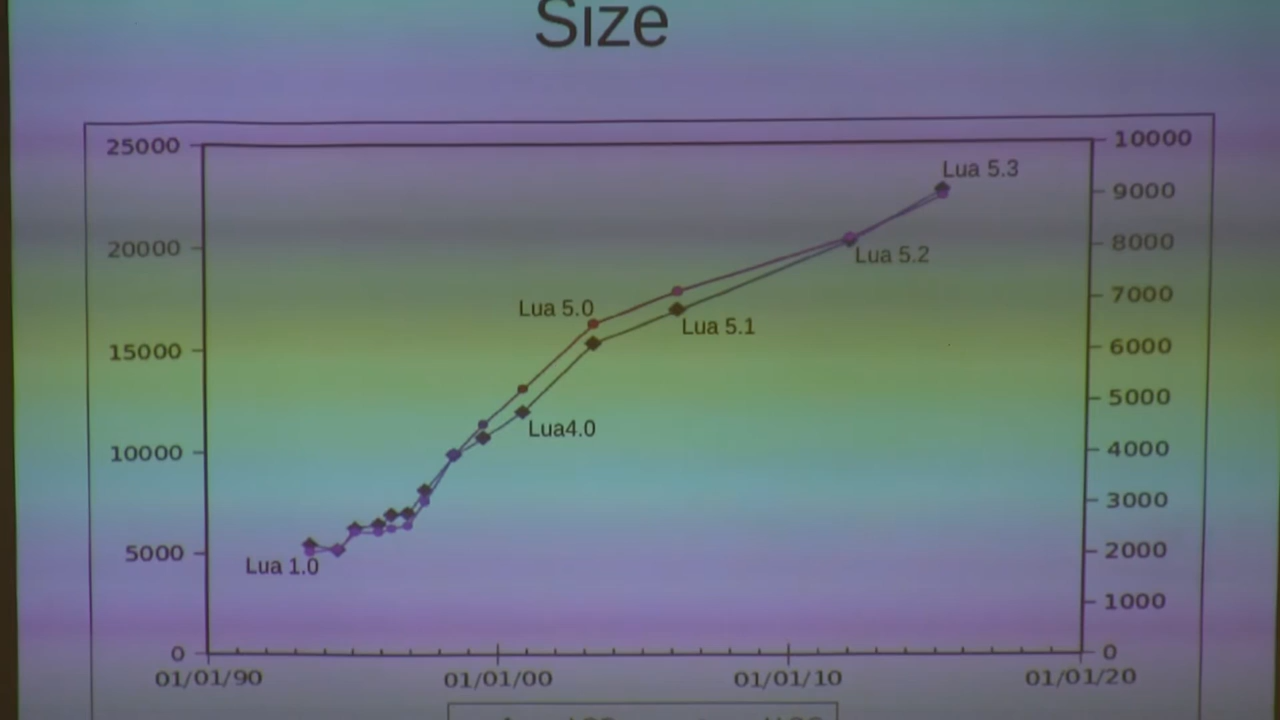 Size
25000
20000
15000
10000
5000
0
10000
9000
8000
7000
6000
5000
4000
3000
2000
1000
0
Lua 5.3
Lua 5.2
Lua 5.0
Lua 5.1
Lua4.0
Lua 1.0
01/01/90 01/01/00 01/01/10 01/01/20